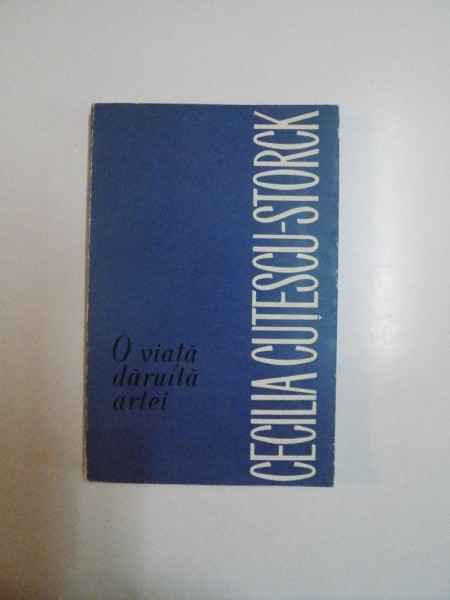 CECILIA CUȚESCU-STORCK
O viață
dăruită
artei